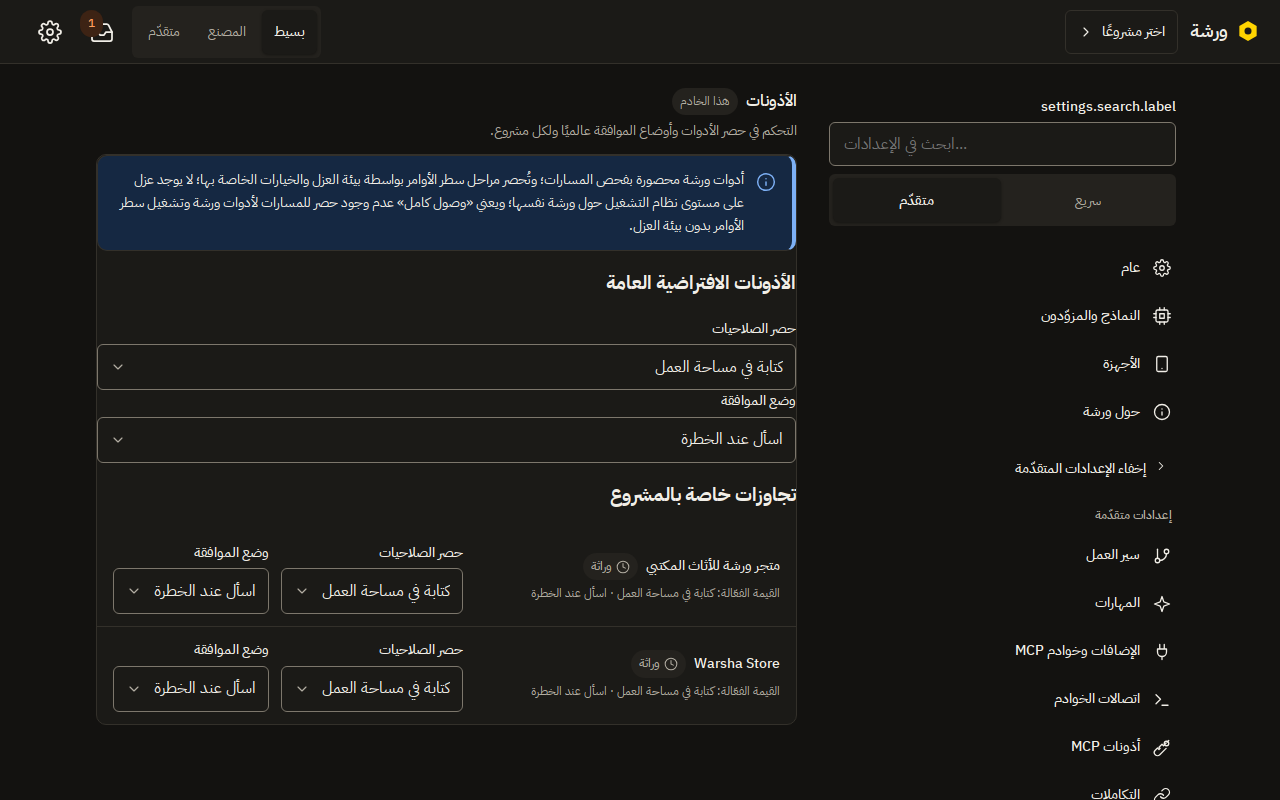 ورشة
اختر مشروعًا
بسيط
المصنع
متقدّم
1
settings.search.label
ابحث في الإعدادات...
سريع
متقدّم
عام
النماذج والمزوّدون
الأجهزة
حول ورشة
إخفاء الإعدادات المتقدّمة
إعدادات متقدّمة
سير العمل
المهارات
الإضافات وخوادم MCP
اتصالات الخوادم
أذونات MCP
التكاملات
الأذونات
هذا الخادم
التحكم في حصر الأدوات وأوضاع الموافقة عالميًا ولكل مشروع.
أدوات ورشة محصورة بفحص المسارات؛ وتُحصر مراحل سطر الأوامر بواسطة بيئة العزل والخيارات الخاصة بها؛ لا يوجد عزل
على مستوى نظام التشغيل حول ورشة نفسها؛ ويعني «وصول كامل» عدم وجود حصر للمسارات لأدوات ورشة وتشغيل سطر
الأوامر بدون بيئة العزل.
الأذونات الافتراضية العامة
حصر الصلاحيات
كتابة في مساحة العمل
وضع الموافقة
اسأل عند الخطرة
تجاوزات خاصة بالمشروع
متجر ورشة للأثاث المكتبي
وراثة
القيمة الفعّالة: كتابة في مساحة العمل · اسأل عند الخطرة
حصر الصلاحيات
كتابة في مساحة العمل
وضع الموافقة
اسأل عند الخطرة
Warsha Store
وراثة
القيمة الفعّالة: كتابة في مساحة العمل · اسأل عند الخطرة
حصر الصلاحيات
كتابة في مساحة العمل
وضع الموافقة
اسأل عند الخطرة